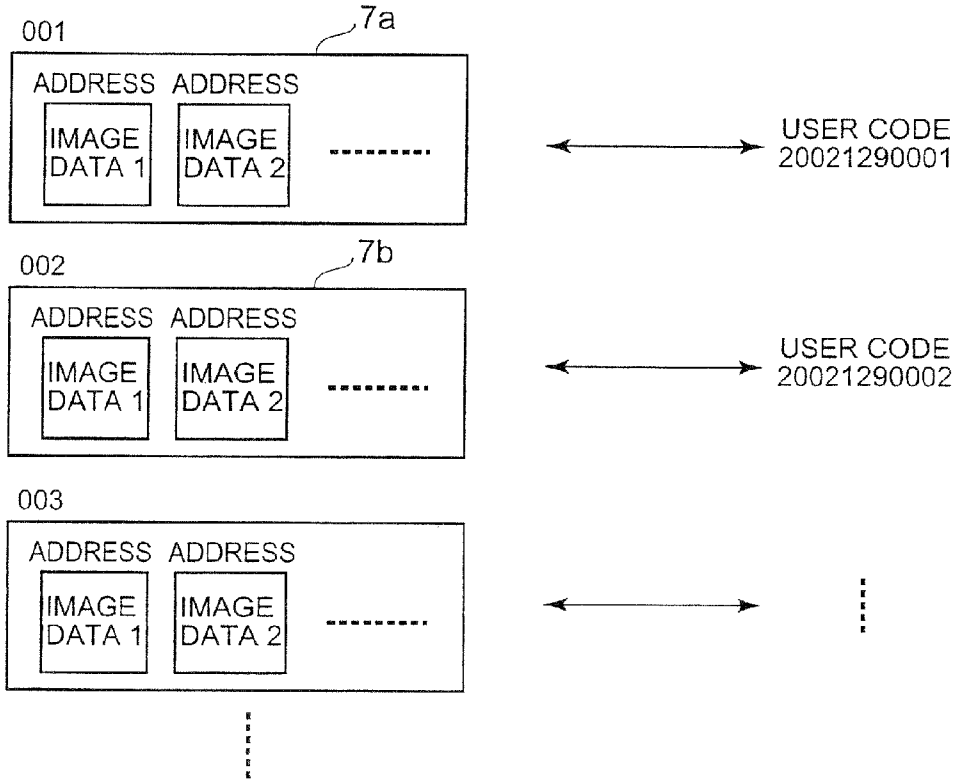 001
7a
ADDRESS ADDRESS
IMAGE DATA 1
IMAGE DATA 2
USER CODE
20021290001
002
7b
ADDRESS ADDRESS
IMAGE DATA 1
IMAGE DATA 2
USER CODE
20021290002
003
ADDRESS ADDRESS
IMAGE DATA 1
IMAGE DATA 2